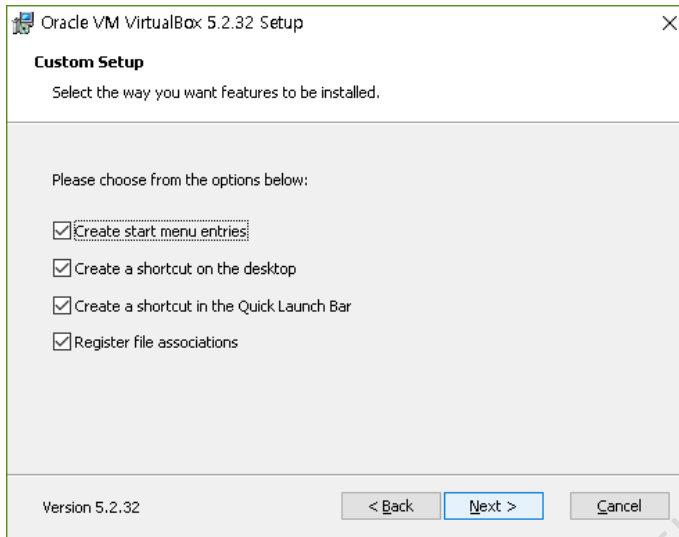 Oracle VM VirtualBox 5.2.32 Setup
Custom Setup
Select the way you want features to be installed.
Please choose from the options below:
Create start menu entries
Create a shortcut on the desktop
Create a shortcut in the Quick Launch Bar
Register file associations
Version 5.2.32
< Back
Next >
Cancel